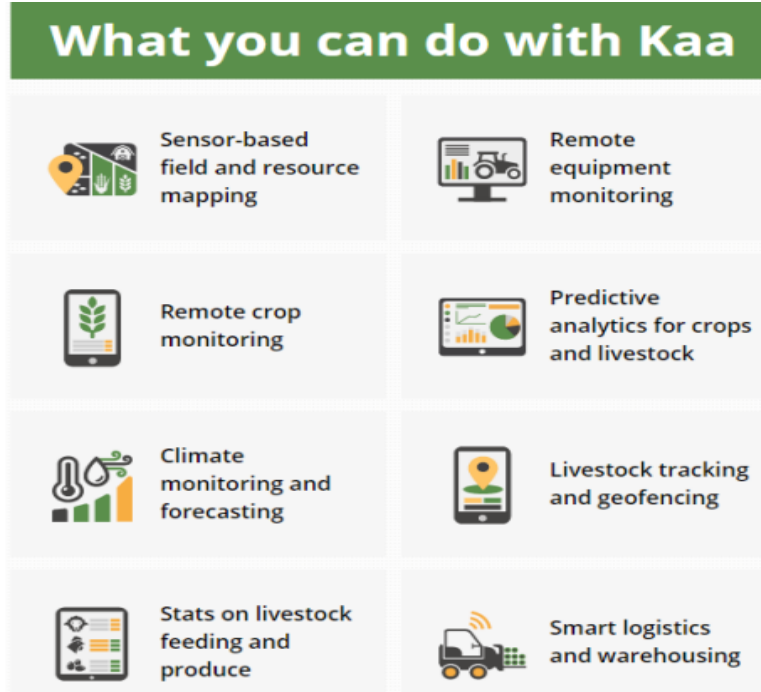 What you can do with Kaa
Sensor-based
field and resource
mapping
Remote
equipment
monitoring
Remote crop
monitoring
Predictive
analytics for crops
and livestock
Climate
monitoring and
forecasting
Livestock tracking
and geofencing
Stats on livestock
feeding and
produce
Smart logistics
and warehousing